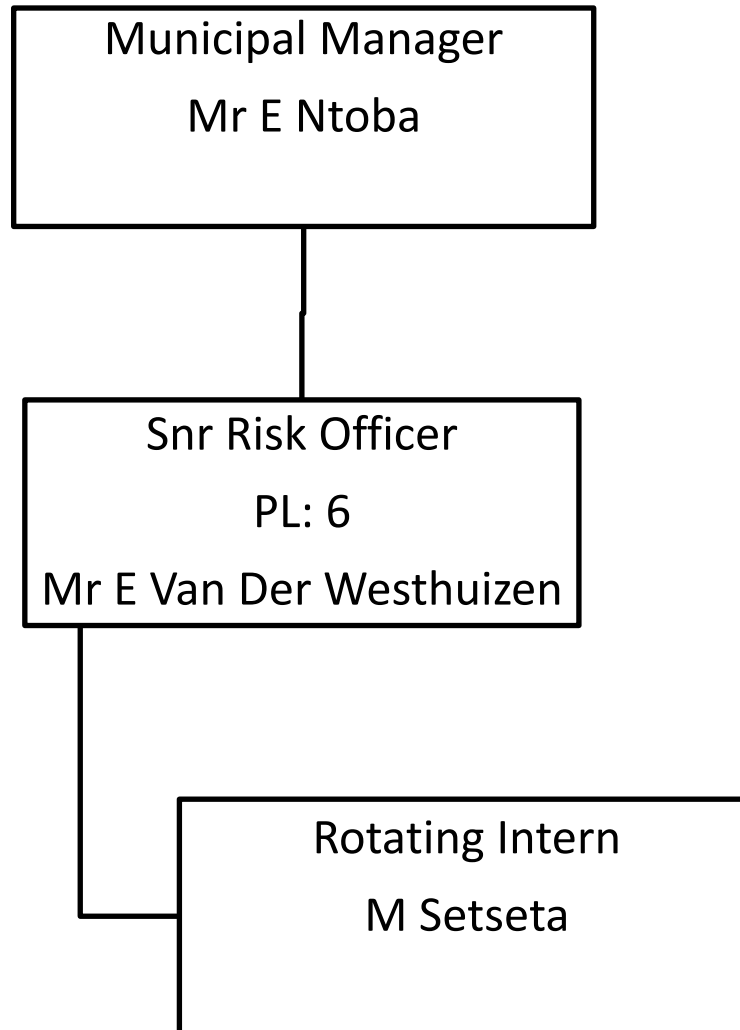 Municipal Manager
Mr E Ntoba
Snr Risk Officer
PL: 6
Mr E Van Der Westhuizen
Rotating Intern
M Setseta